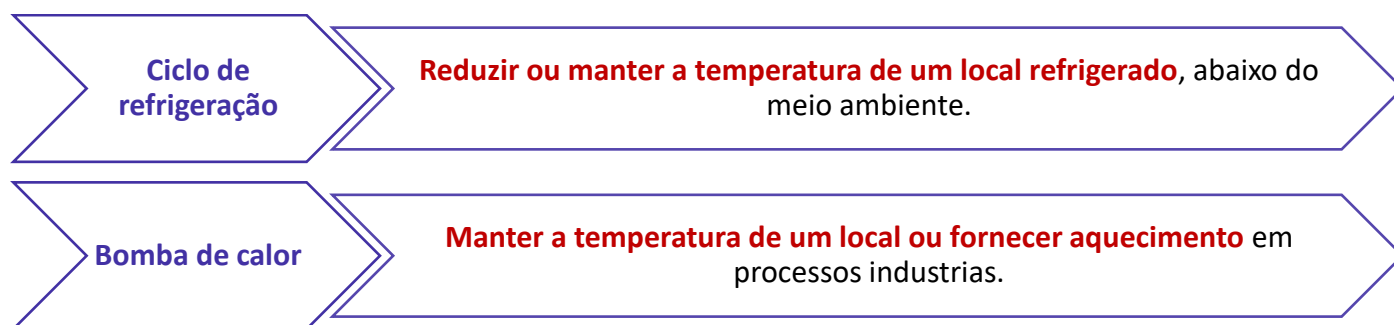 Ciclo de
refrigeração
Reduzir ou manter a temperatura de um local refrigerado, abaixo do
meio ambiente.
Bomba de calor
Manter a temperatura de um local ou fornecer aquecimento em
processos industrias.